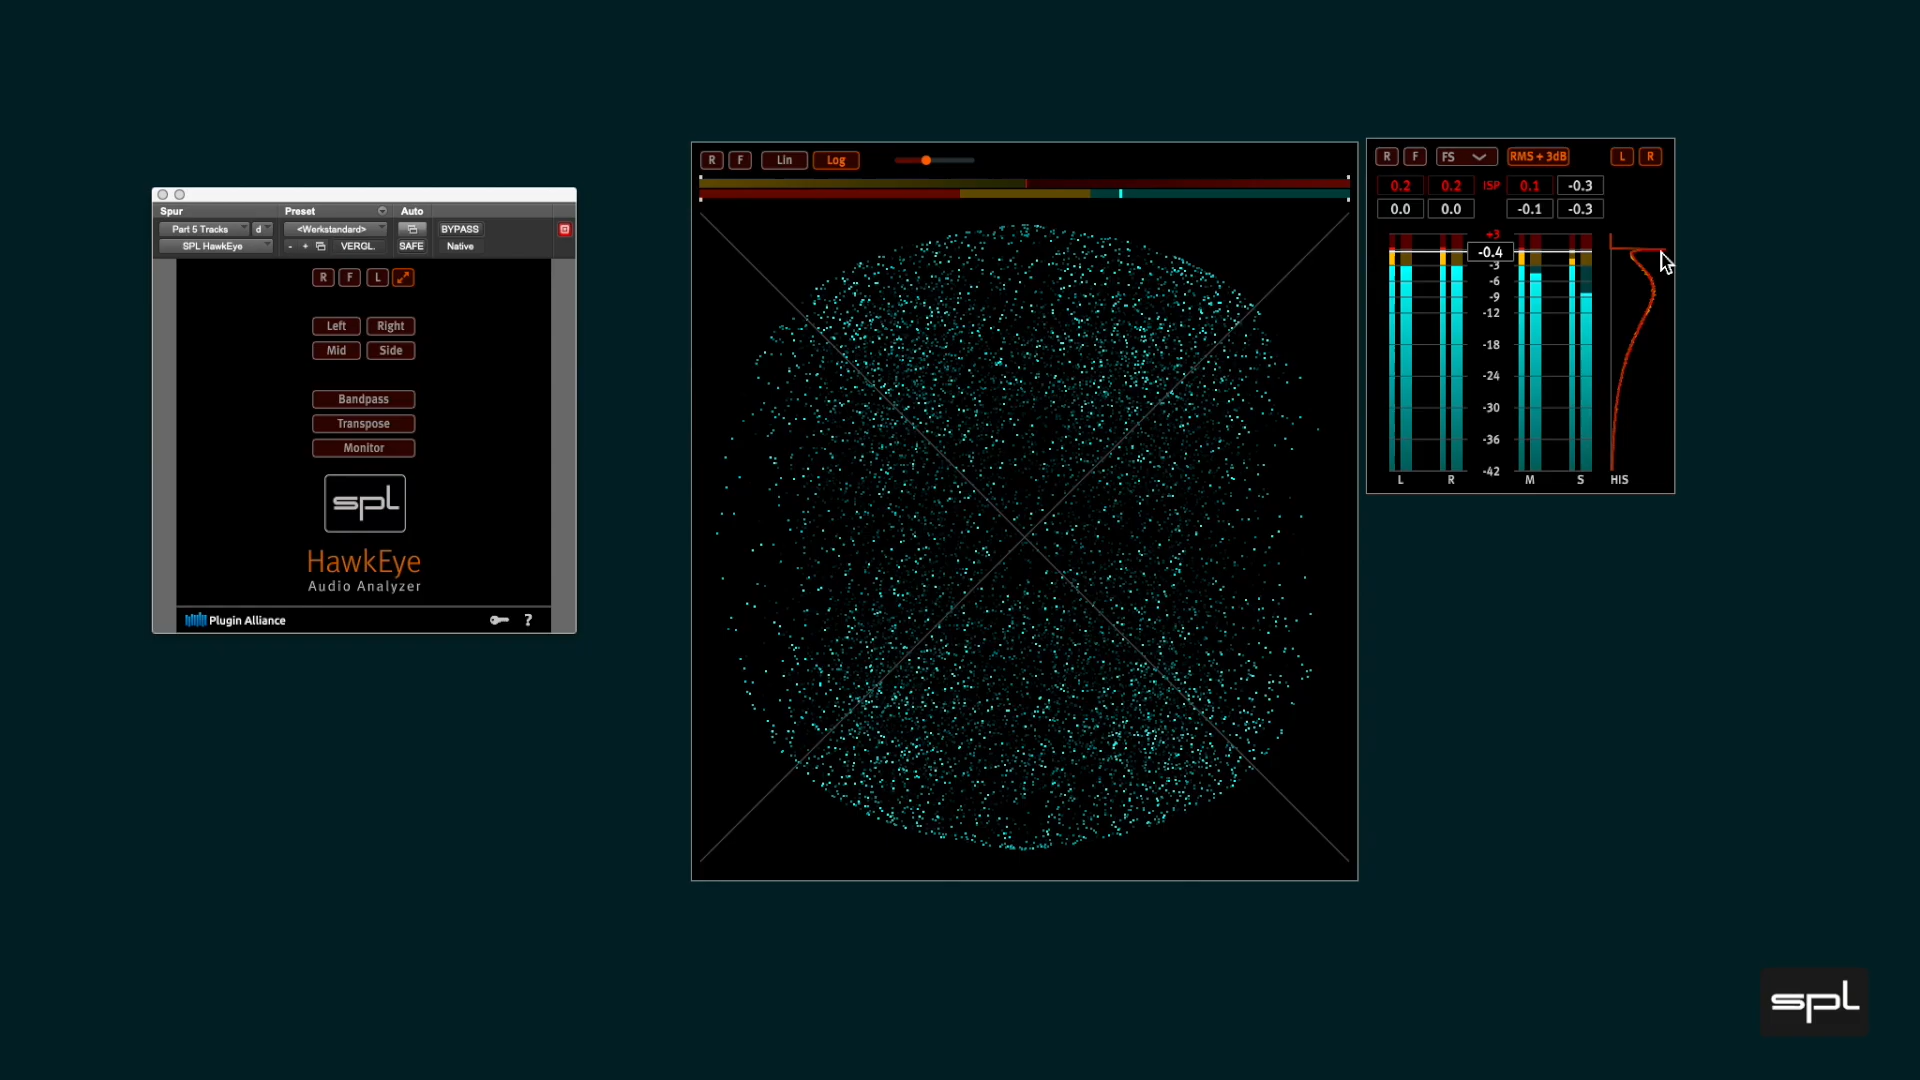 Spur Preset Auto
Part 5 Tracks d <Werkstandard> BYPASS
SPL HawkEye - + VERGL. SAFE Native
R F L
Left Right
Mid Side
Bandpass
Transpose
Monitor
spl
HawkEye
Audio Analyzer
Plugin Alliance ?
R F Lin Log
R F FS RMS + 3dB L R
0.2 0.2 ISP 0.1 -0.3
0.0 0.0 -0.1 -0.3
+3
-0.4
-3
-6
-9
-12
-18
-24
-30
-36
-42
L R M S HIS
spl